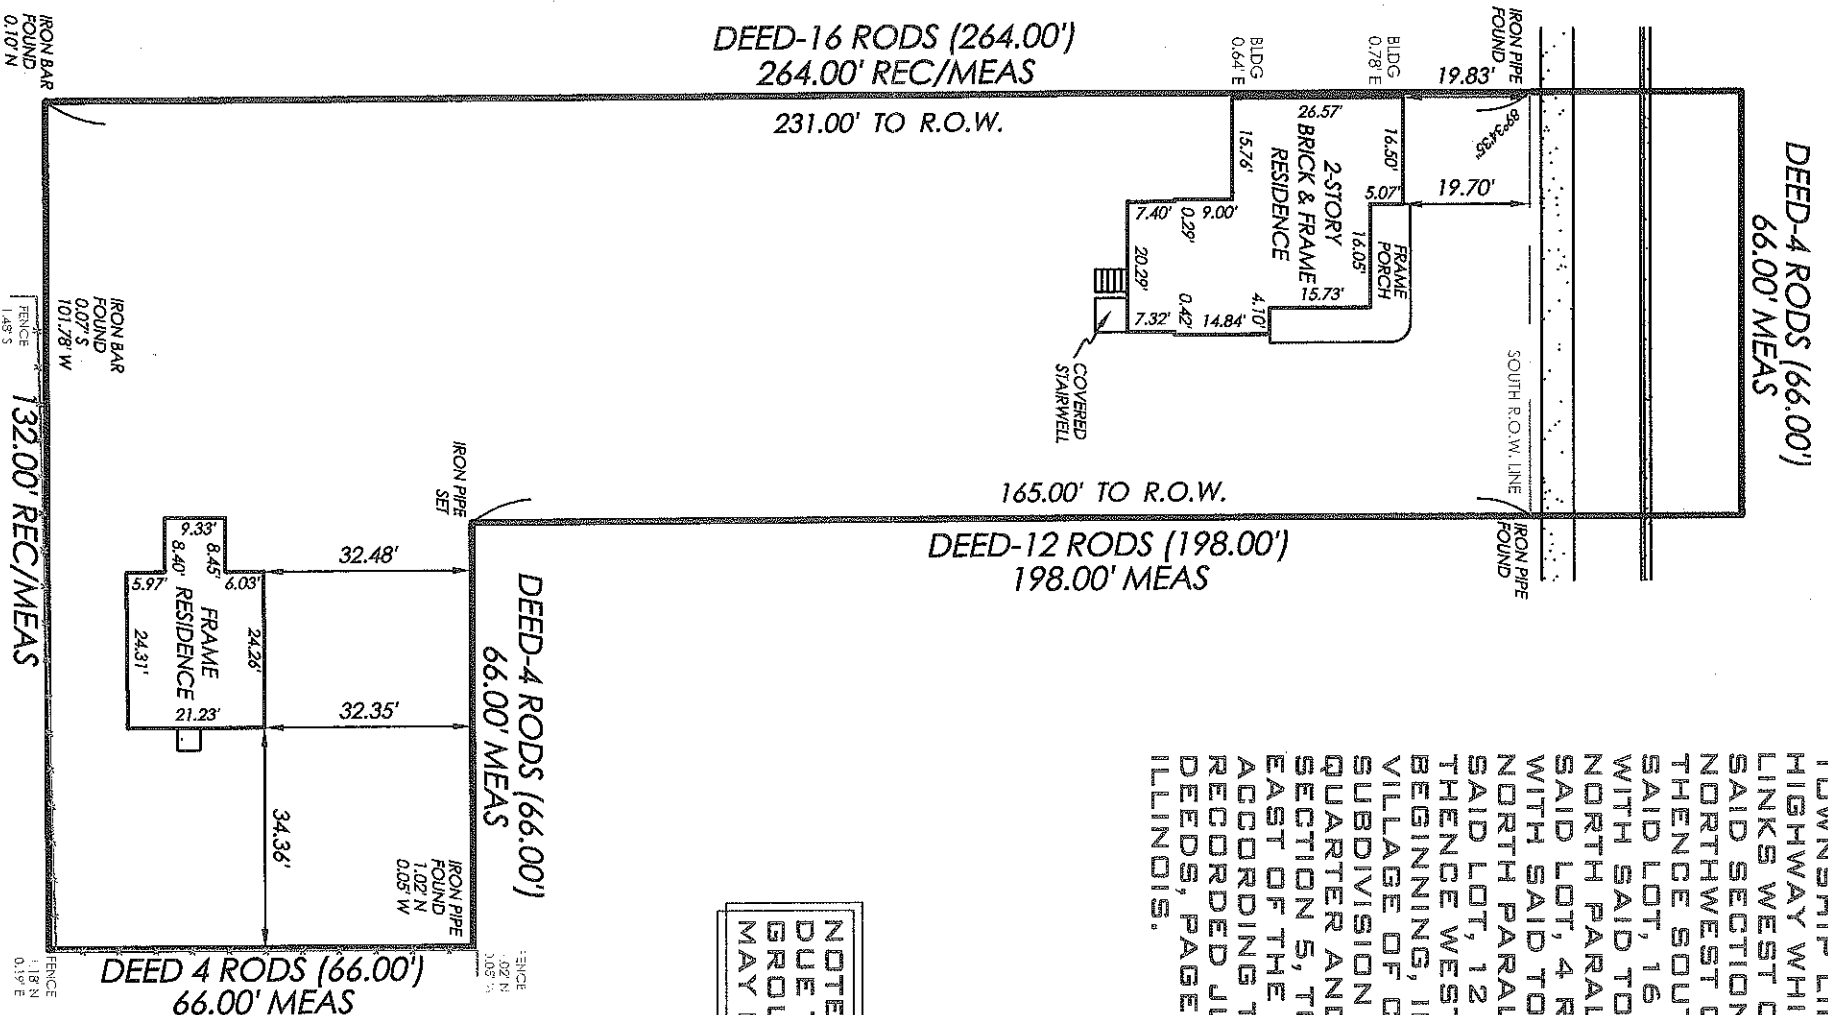 DEED-4 RODS (66.00')
66.00' MEAS
DEED-16 RODS (264.00')
264.00' REC/MEAS
231.00' TO R.O.W.
IRON PIPE
FOUND
19.83'
89°34'35"
BLDG
0.78' E
BLDG
0.64' E
26.57'
16.50'
15.76'
5.07'
19.70'
2-STORY
BRICK & FRAME
RESIDENCE
FRAME
PORCH
16.05'
15.73'
4.10'
14.84'
0.42'
7.32'
20.29'
7.40'
0.29'
9.00'
COVERED
STAIRWELL
SOUTH R.O.W. LINE
165.00' TO R.O.W.
DEED-12 RODS (198.00')
198.00' MEAS
IRON PIPE
FOUND
IRON PIPE
SET
DEED-4 RODS (66.00')
66.00' MEAS
32.48'
32.35'
34.36'
9.33'
8.45'
8.40'
6.03'
5.97'
24.26'
24.31'
21.23'
FRAME
RESIDENCE
IRON PIPE
FOUND
1.02' N
0.05' W
DEED 4 RODS (66.00')
66.00' MEAS
FENCE
0.19' E
IRON BAR
FOUND
0.10' N
IRON BAR
FOUND
0.07' S
101.78' W
FENCE
1.48' S
132.00' REC/MEAS
HIGHWAY WHI
LINKS WEST
SAID SECTION
NORTHWEST
THENCE SOUT
SAID LOT, 16
WITH SAID TO
NORTH PARAL
SAID LOT, 4 R
WITH SAID TO
NORTH PARAL
SAID LOT, 12
THENCE WEST
BEGINNING, I
VILLAGE OF
SUBDIVISION
QUARTER AND
SECTION 5, T
EAST OF THE
ACCORDING T
RECORDED JU
DEEDS, PAGE
ILLINOIS.
NOTE
DUE
GROU
MAY